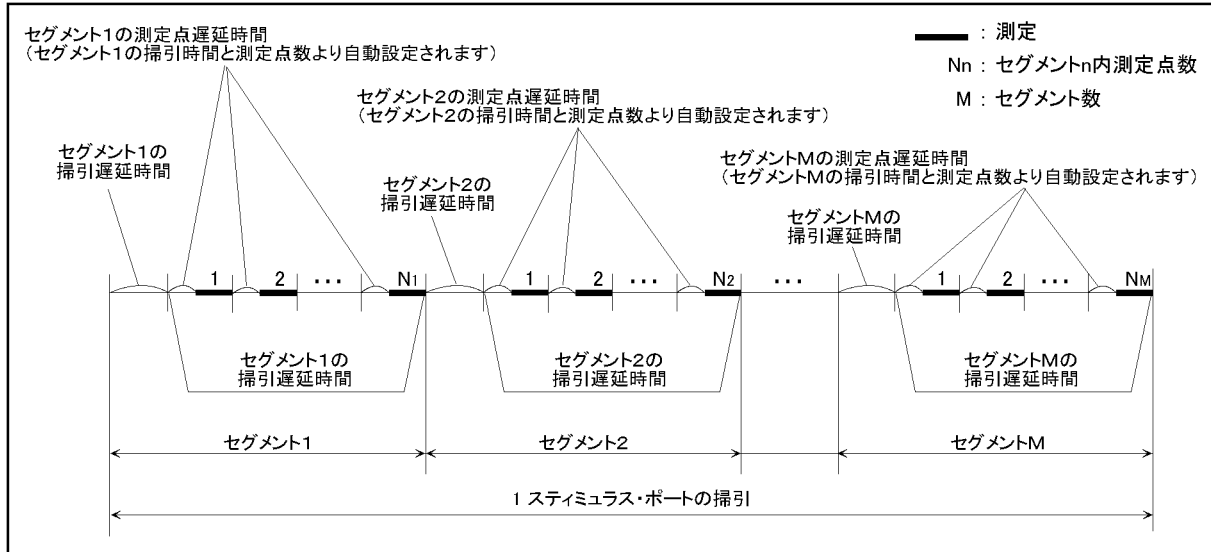 セグメント1の測定点遅延時間
(セグメント1の掃引時間と測定点数より自動設定されます)
: 測定
Nn : セグメントn内測定点数
M : セグメント数
セグメント2の測定点遅延時間
(セグメント2の掃引時間と測定点数より自動設定されます)
セグメント1の
掃引遅延時間
セグメントMの測定点遅延時間
(セグメントMの掃引時間と測定点数より自動設定されます)
セグメント2の
掃引遅延時間
セグメントMの
掃引遅延時間
1 2 ··· N1 1 2 ··· N2 ··· 1 2 ··· NM
セグメント1の
掃引遅延時間
セグメント2の
掃引遅延時間
セグメントMの
掃引遅延時間
セグメント1 セグメント2 セグメントM
1 スティミュラス・ポートの掃引